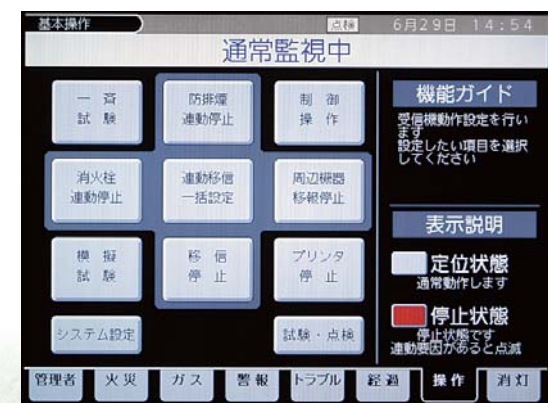 基本操作
点検
6月29日 14:54
通常監視中
一斉
試験
防排煙
連動停止
制御
操作
消火栓
連動停止
連動移信
一括設定
周辺機器
移報停止
模擬
試験
移信
停止
プリンタ
停止
システム設定
試験・点検
機能ガイド
受信機動作設定を行い
ます
設定したい項目を選択
してください
表示説明
定位状態
通常動作します
停止状態
停止状態です
連動要因があると点滅
管理者
火災
ガス
警報
トラブル
経過
操作
消灯